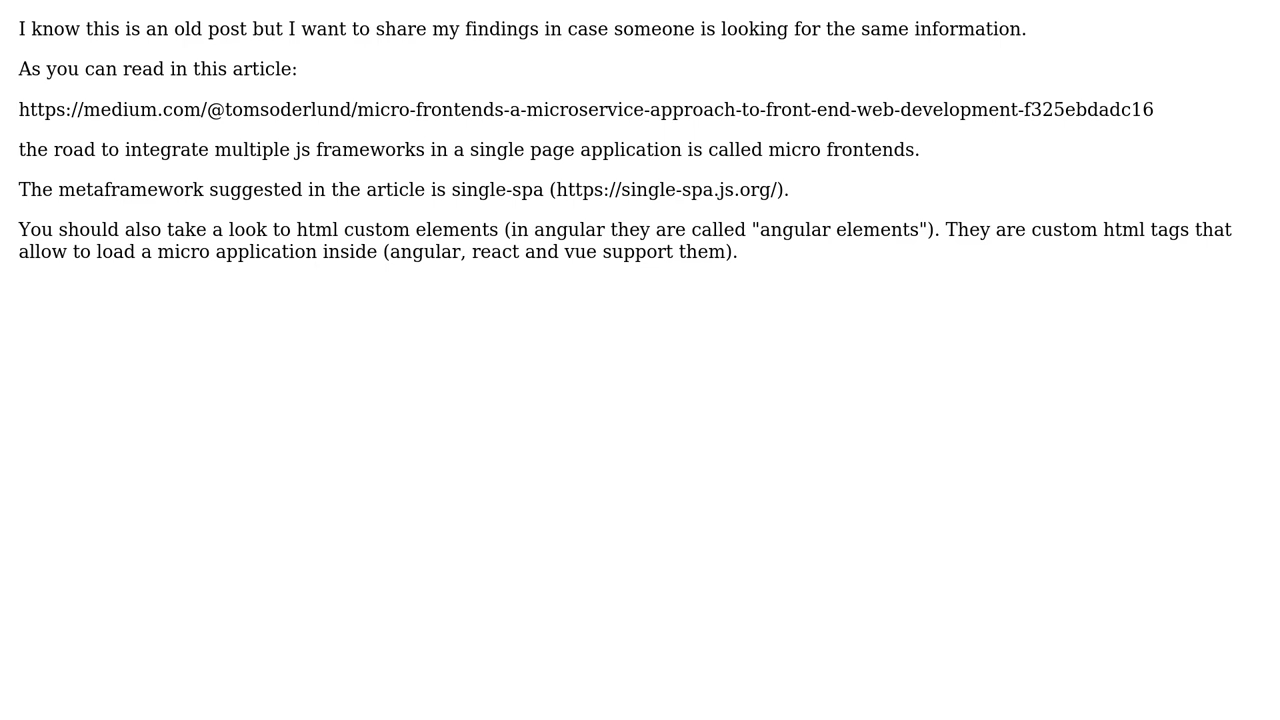 I know this is an old post but I want to share my findings in case someone is looking for the same information.
As you can read in this article:
https://medium.com/@tomsoderlund/micro-frontends-a-microservice-approach-to-front-end-web-development-f325ebdadc16
the road to integrate multiple js frameworks in a single page application is called micro frontends.
The metaframework suggested in the article is single-spa (https://single-spa.js.org/).
You should also take a look to html custom elements (in angular they are called "angular elements"). They are custom html tags that
allow to load a micro application inside (angular, react and vue support them).